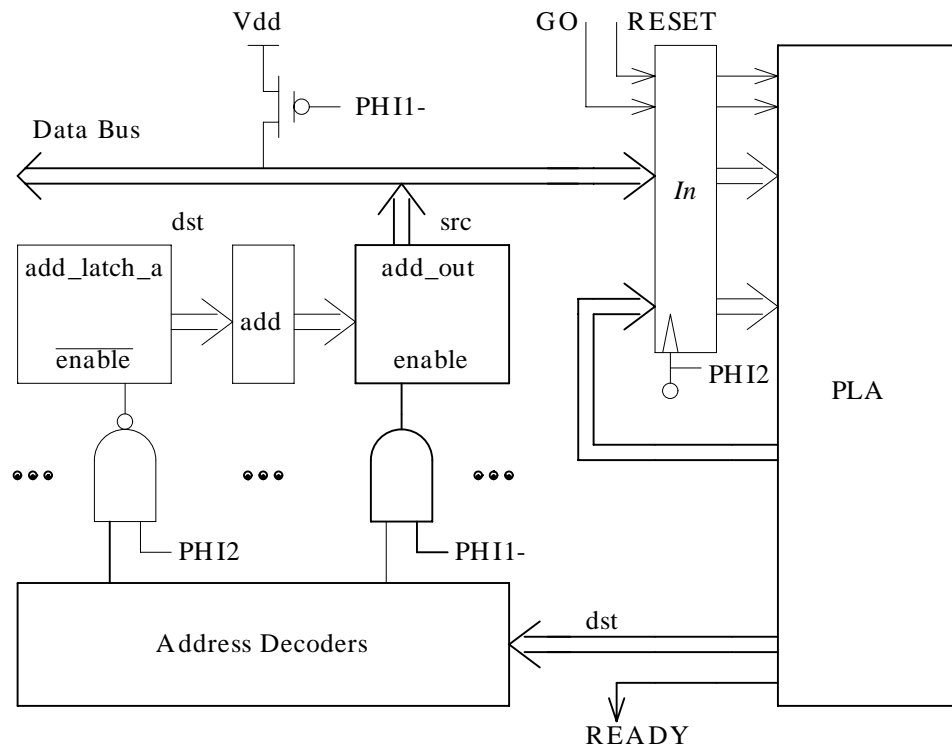 Vdd
GO
RESET
PHI1-
Data Bus
In
dst
src
add_latch_a
add
add_out
enable
enable
PHI2
PLA
PHI2
PHI1-
Address Decoders
dst
READY